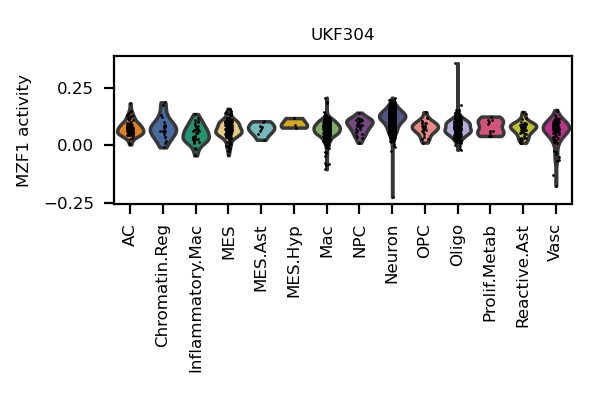 UKF304
MZF1 activity
0.25
0.00
−0.25
AC
Chromatin.Reg
Inflammatory.Mac
MES
MES.Ast
MES.Hyp
Mac
NPC
Neuron
OPC
Oligo
Prolif.Metab
Reactive.Ast
Vasc